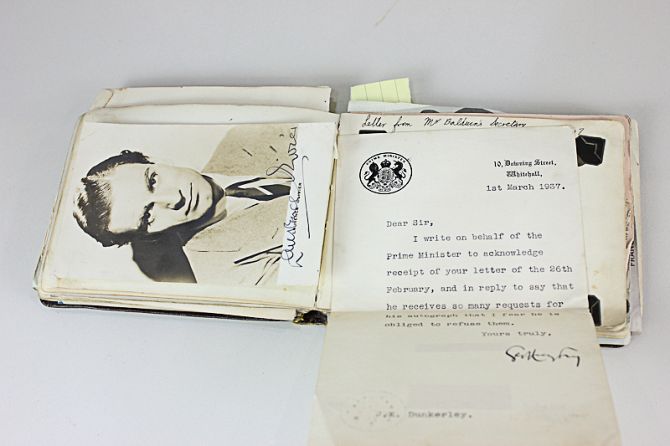 Letter from Mr Baldwin's Secretary
PRIME MINISTER
10, Downing Street,
Whitehall.
1st March 1937.
Dear Sir,
I write on behalf of the
Prime Minister to acknowledge
receipt of your letter of the 26th
February, and in reply to say that
he receives so many requests for
his autograph that I fear he is
obliged to refuse them.
Yours truly.
J.K. Dunkerley.